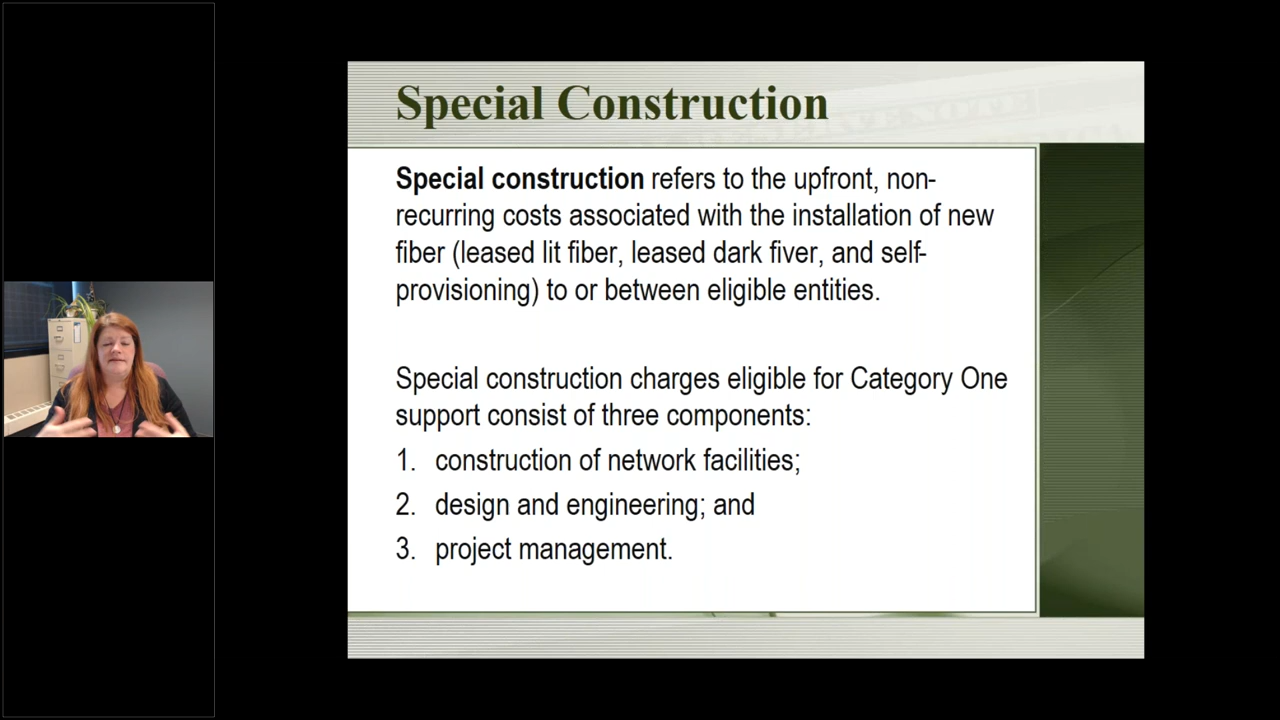 Special Construction
Special construction refers to the upfront, non-
recurring costs associated with the installation of new
fiber (leased lit fiber, leased dark fiver, and self-
provisioning) to or between eligible entities.
Special construction charges eligible for Category One
support consist of three components:
1. construction of network facilities;
2. design and engineering; and
3. project management.